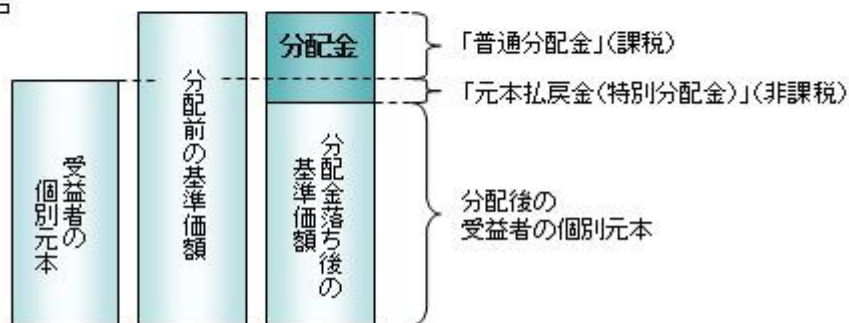 受益者の
個別元本
分配前の基準価額
分配金
分配金落ち後の
基準価額
「普通分配金」(課税)
「元本払戻金(特別分配金)」(非課税)
分配後の
受益者の個別元本